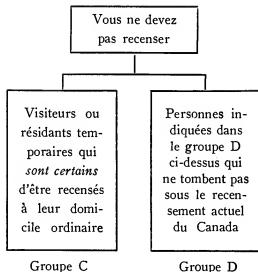 Vous ne devez
pas recenser
Visiteurs ou
résidants tem-
poraires qui
sont certains
d'être recensés
à leur domi-
cile ordinaire
Groupe C
Personnes in-
diquées dans
le groupe D
ci-dessus qui
ne tombent pas
sous le recen-
sement actuel
du Canada
Groupe D